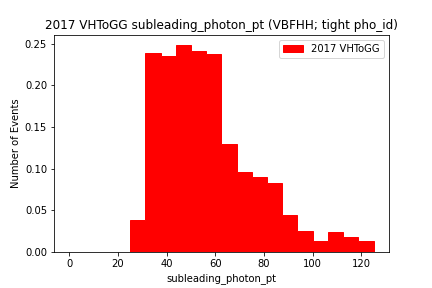 2017 VHToGG subleading_photon_pt (VBFHH; tight pho_id)
2017 VHToGG
Number of Events
0.25
0.20
0.15
0.10
0.05
0.00
0 20 40 60 80 100 120
subleading_photon_pt